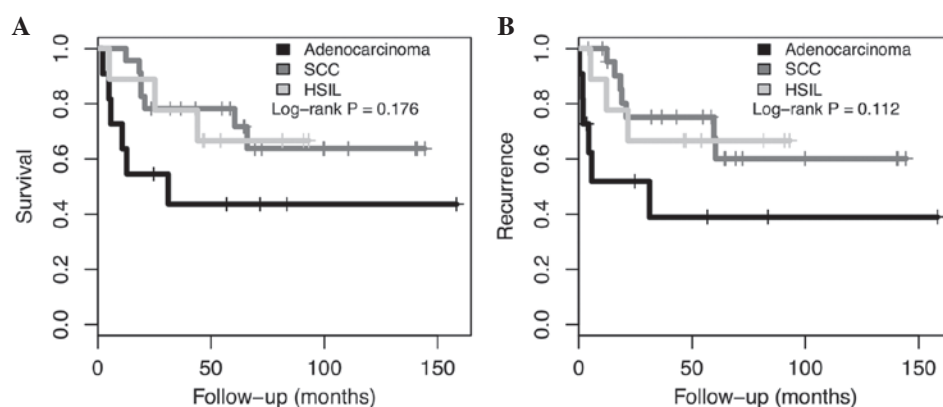 A
Survival
1.0
0.8
0.6
0.4
0.2
0.0
Adenocarcinoma
SCC
HSIL
Log-rank P = 0.176
0 50 100 150
Follow-up (months)
B
Recurrence
1.0
0.8
0.6
0.4
0.2
0.0
Adenocarcinoma
SCC
HSIL
Log-rank P = 0.112
0 50 100 150
Follow-up (months)